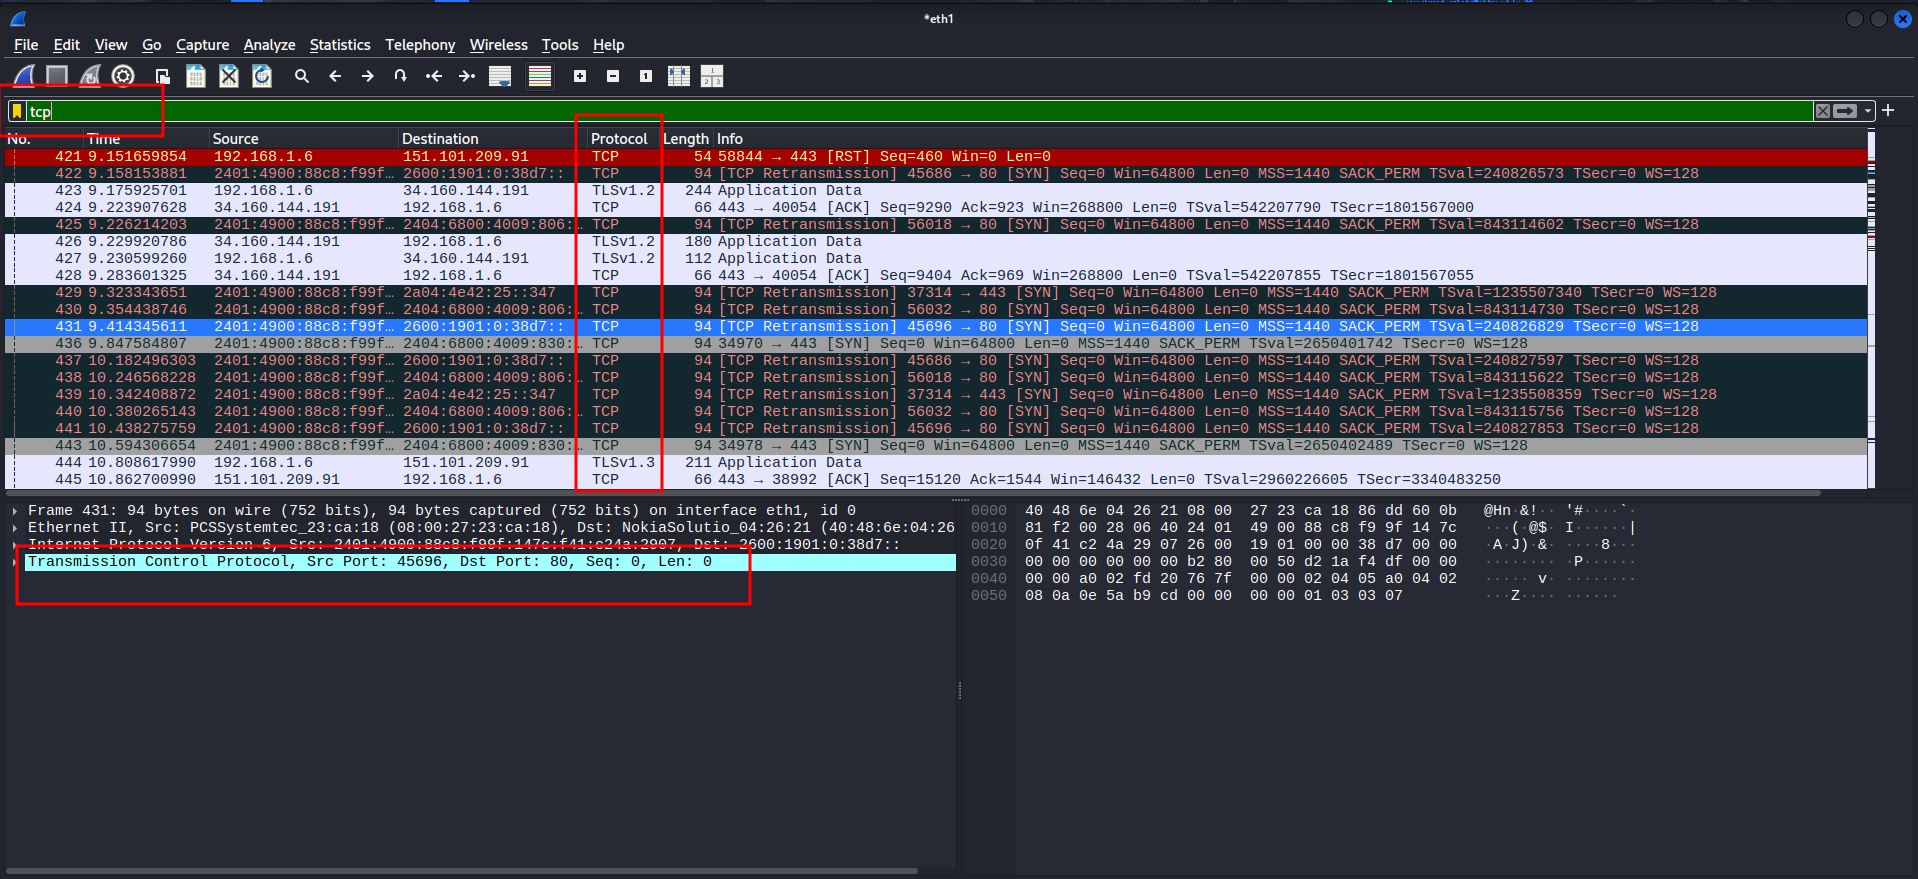 *eth1
File Edit View Go Capture Analyze Statistics Telephony Wireless Tools Help
tcp
No. Time Source Destination Protocol Length Info
421 9.151659854 192.168.1.6 151.101.209.91 TCP 54 58844 → 443 [RST] Seq=460 Win=0 Len=0
422 9.158153881 2401:4900:88c8:f99f… 2600:1901:0:38d7:: TCP 94 [TCP Retransmission] 45686 → 80 [SYN] Seq=0 Win=64800 Len=0 MSS=1440 SACK_PERM TSval=240826573 TSecr=0 WS=128
423 9.175925701 192.168.1.6 34.160.144.191 TLSv1.2 244 Application Data
424 9.223907628 34.160.144.191 192.168.1.6 TCP 66 443 → 40054 [ACK] Seq=9290 Ack=923 Win=268800 Len=0 TSval=542207790 TSecr=1801567000
425 9.226214203 2401:4900:88c8:f99f… 2404:6800:4009:806:… TCP 94 [TCP Retransmission] 56018 → 80 [SYN] Seq=0 Win=64800 Len=0 MSS=1440 SACK_PERM TSval=843114602 TSecr=0 WS=128
426 9.229920786 34.160.144.191 192.168.1.6 TLSv1.2 180 Application Data
427 9.230599260 192.168.1.6 34.160.144.191 TLSv1.2 112 Application Data
428 9.283601325 34.160.144.191 192.168.1.6 TCP 66 443 → 40054 [ACK] Seq=9404 Ack=969 Win=268800 Len=0 TSval=542207855 TSecr=1801567055
429 9.323343651 2401:4900:88c8:f99f… 2a04:4e42:25::347 TCP 94 [TCP Retransmission] 37314 → 443 [SYN] Seq=0 Win=64800 Len=0 MSS=1440 SACK_PERM TSval=1235507340 TSecr=0 WS=128
430 9.354438746 2401:4900:88c8:f99f… 2404:6800:4009:806:… TCP 94 [TCP Retransmission] 56032 → 80 [SYN] Seq=0 Win=64800 Len=0 MSS=1440 SACK_PERM TSval=843114730 TSecr=0 WS=128
431 9.414345611 2401:4900:88c8:f99f… 2600:1901:0:38d7:: TCP 94 [TCP Retransmission] 45696 → 80 [SYN] Seq=0 Win=64800 Len=0 MSS=1440 SACK_PERM TSval=240826829 TSecr=0 WS=128
436 9.847584807 2401:4900:88c8:f99f… 2404:6800:4009:830:… TCP 94 34970 → 443 [SYN] Seq=0 Win=64800 Len=0 MSS=1440 SACK_PERM TSval=2650401742 TSecr=0 WS=128
437 10.182496303 2401:4900:88c8:f99f… 2600:1901:0:38d7:: TCP 94 [TCP Retransmission] 45686 → 80 [SYN] Seq=0 Win=64800 Len=0 MSS=1440 SACK_PERM TSval=240827597 TSecr=0 WS=128
438 10.246568228 2401:4900:88c8:f99f… 2404:6800:4009:806:… TCP 94 [TCP Retransmission] 56018 → 80 [SYN] Seq=0 Win=64800 Len=0 MSS=1440 SACK_PERM TSval=843115622 TSecr=0 WS=128
439 10.342408872 2401:4900:88c8:f99f… 2a04:4e42:25::347 TCP 94 [TCP Retransmission] 37314 → 443 [SYN] Seq=0 Win=64800 Len=0 MSS=1440 SACK_PERM TSval=1235508359 TSecr=0 WS=128
440 10.380265143 2401:4900:88c8:f99f… 2404:6800:4009:806:… TCP 94 [TCP Retransmission] 56032 → 80 [SYN] Seq=0 Win=64800 Len=0 MSS=1440 SACK_PERM TSval=843115756 TSecr=0 WS=128
441 10.438275759 2401:4900:88c8:f99f… 2600:1901:0:38d7:: TCP 94 [TCP Retransmission] 45696 → 80 [SYN] Seq=0 Win=64800 Len=0 MSS=1440 SACK_PERM TSval=240827853 TSecr=0 WS=128
443 10.594306654 2401:4900:88c8:f99f… 2404:6800:4009:830:… TCP 94 34978 → 443 [SYN] Seq=0 Win=64800 Len=0 MSS=1440 SACK_PERM TSval=2650402489 TSecr=0 WS=128
444 10.808617990 192.168.1.6 151.101.209.91 TLSv1.3 211 Application Data
445 10.862700990 151.101.209.91 192.168.1.6 TCP 66 443 → 38992 [ACK] Seq=15120 Ack=1544 Win=146432 Len=0 TSval=2960226605 TSecr=3340483250
Frame 431: 94 bytes on wire (752 bits), 94 bytes captured (752 bits) on interface eth1, id 0
Ethernet II, Src: PCSSystemtec_23:ca:18 (08:00:27:23:ca:18), Dst: NokiaSolutio_04:26:21 (40:48:6e:04:26
Internet Protocol Version 6, Src: 2401:4900:88c8:f99f:147c:f41:c24a:2907, Dst: 2600:1901:0:38d7::
Transmission Control Protocol, Src Port: 45696, Dst Port: 80, Seq: 0, Len: 0
0000 40 48 6e 04 26 21 08 00 27 23 ca 18 86 dd 60 0b @Hn·&!·· '#····`·
0010 81 f2 00 28 06 40 24 01 49 00 88 c8 f9 9f 14 7c ···(·@$· I······|
0020 0f 41 c2 4a 29 07 26 00 19 01 00 00 38 d7 00 00 ·A·J)·&· ····8···
0030 00 00 00 00 00 00 b2 80 00 50 d2 1a f4 df 00 00 ········ ·P······
0040 00 00 a0 02 fd 20 76 7f 00 00 02 04 05 a0 04 02 ····· v· ········
0050 08 0a 0e 5a b9 cd 00 00 00 00 01 03 03 07 ···Z···· ······